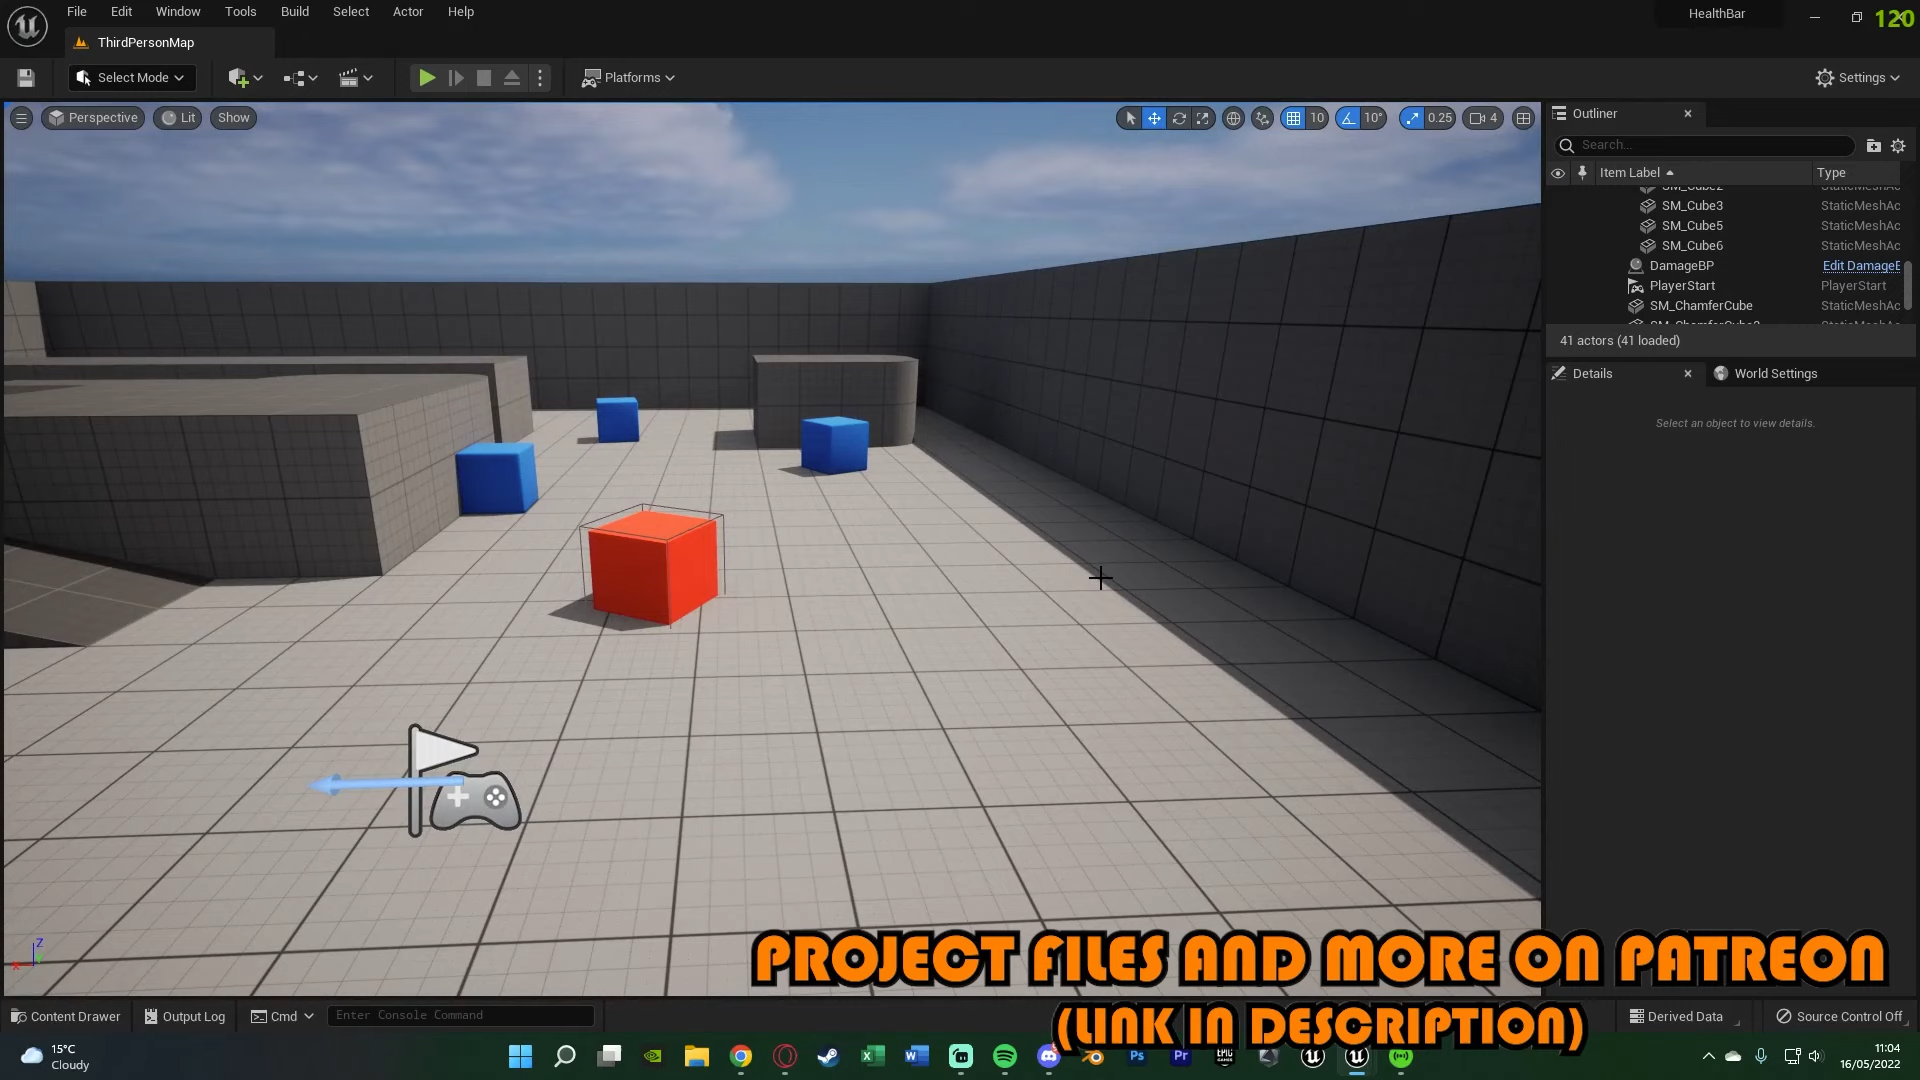 File Edit Window Tools Build Select Actor Help
HealthBar
120
ThirdPersonMap
Select Mode
Platforms
Settings
Perspective
Lit
Show
10
10°
0.25
4
Outliner
Search...
Item Label
Type
SM_Cube2 StaticMeshAc
SM_Cube3 StaticMeshAc
SM_Cube5 StaticMeshAc
SM_Cube6 StaticMeshAc
DamageBP Edit DamageB
PlayerStart PlayerStart
SM_ChamferCube StaticMeshAc
41 actors (41 loaded)
Details
World Settings
Select an object to view details.
Z
X
PROJECT FILES AND MORE ON PATREON
(LINK IN DESCRIPTION)
Content Drawer
Output Log
Cmd
Enter Console Command
Derived Data
Source Control Off
15°C
Cloudy
11:04
16/05/2022